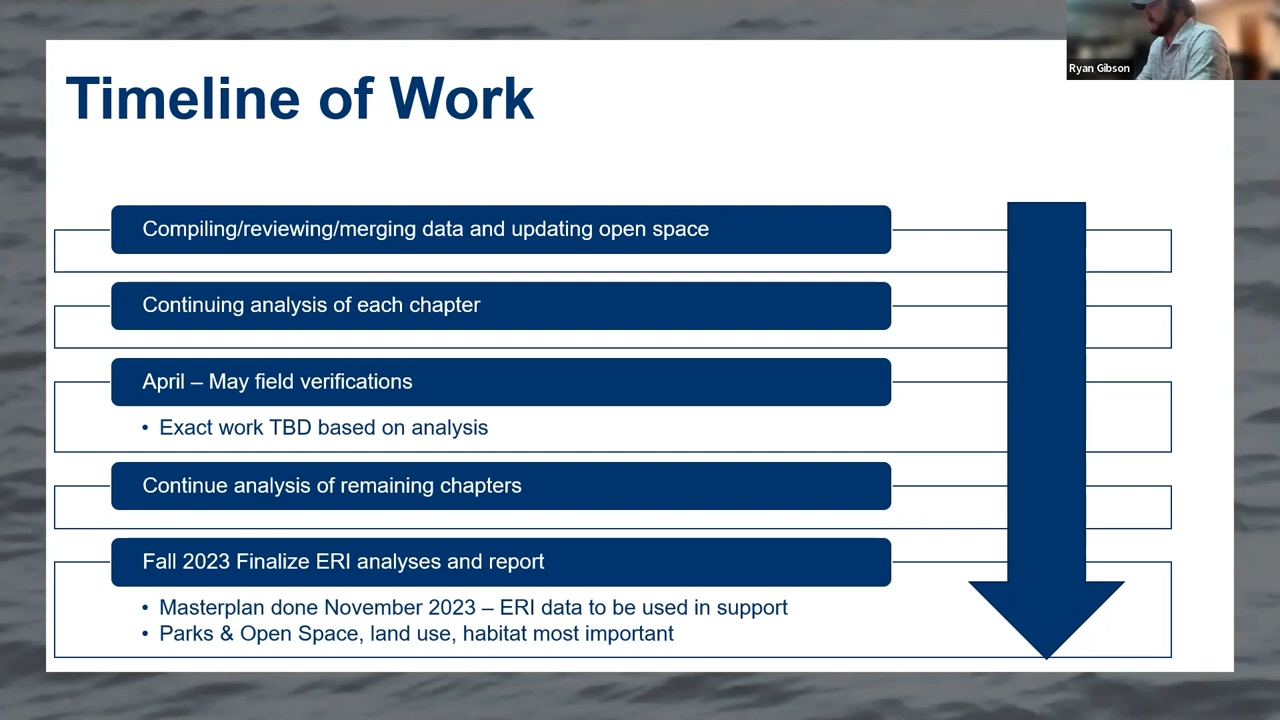 Ryan Gibson
Timeline of Work
Compiling/reviewing/merging data and updating open space
Continuing analysis of each chapter
April – May field verifications
• Exact work TBD based on analysis
Continue analysis of remaining chapters
Fall 2023 Finalize ERI analyses and report
• Masterplan done November 2023 – ERI data to be used in support
• Parks & Open Space, land use, habitat most important